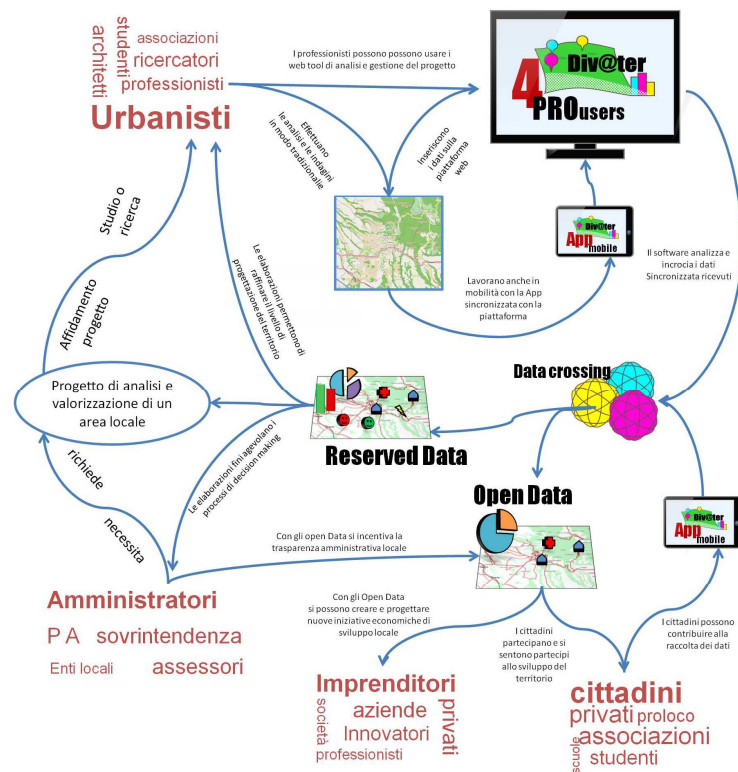 associazioni
studenti
architetti
ricercatori
professionisti
Urbanisti
I professionisti possono possono usare i
web tool di analisi e gestione del progetto
4
Div@ter
PROusers
Effettuano
le analisi e le indagini
in modo tradizionalie
Inseriscono
i dati sulla
piattaforma
web
Div@ter
App
mobile
Il software analizza e
incrocia i dati
Sincronizzata ricevuti
Lavorano anche in
mobilità con la App
sincronizzata con la
piattaforma
Studio o
ricerca
Affidamento
progetto
Le elaborazioni permettono di
raffinare il livello di
progettazione del territorio
Progetto di analisi e
valorizzazione di un
area locale
Data crossing
Reserved Data
Le elaborazioni fini agevolano i
processi di decision making
richiede
necessita
Open Data
Div@ter
App
mobile
Con gli open Data si incentiva la
trasparenza amministrativa locale
Amministratori
P A sovrintendenza
Enti locali assessori
Con gli Open Data
si possono creare e progettare
nuove iniziative economiche di
sviluppo locale
I cittadini
partecipano e si
sentono partecipi
allo sviluppo del
territorio
I cittadini possono
contribuire alla
raccolta dei dati
Imprenditori
società
aziende
privati
Innovatori
professionisti
cittadini
privati proloco
scuole
associazioni
studenti